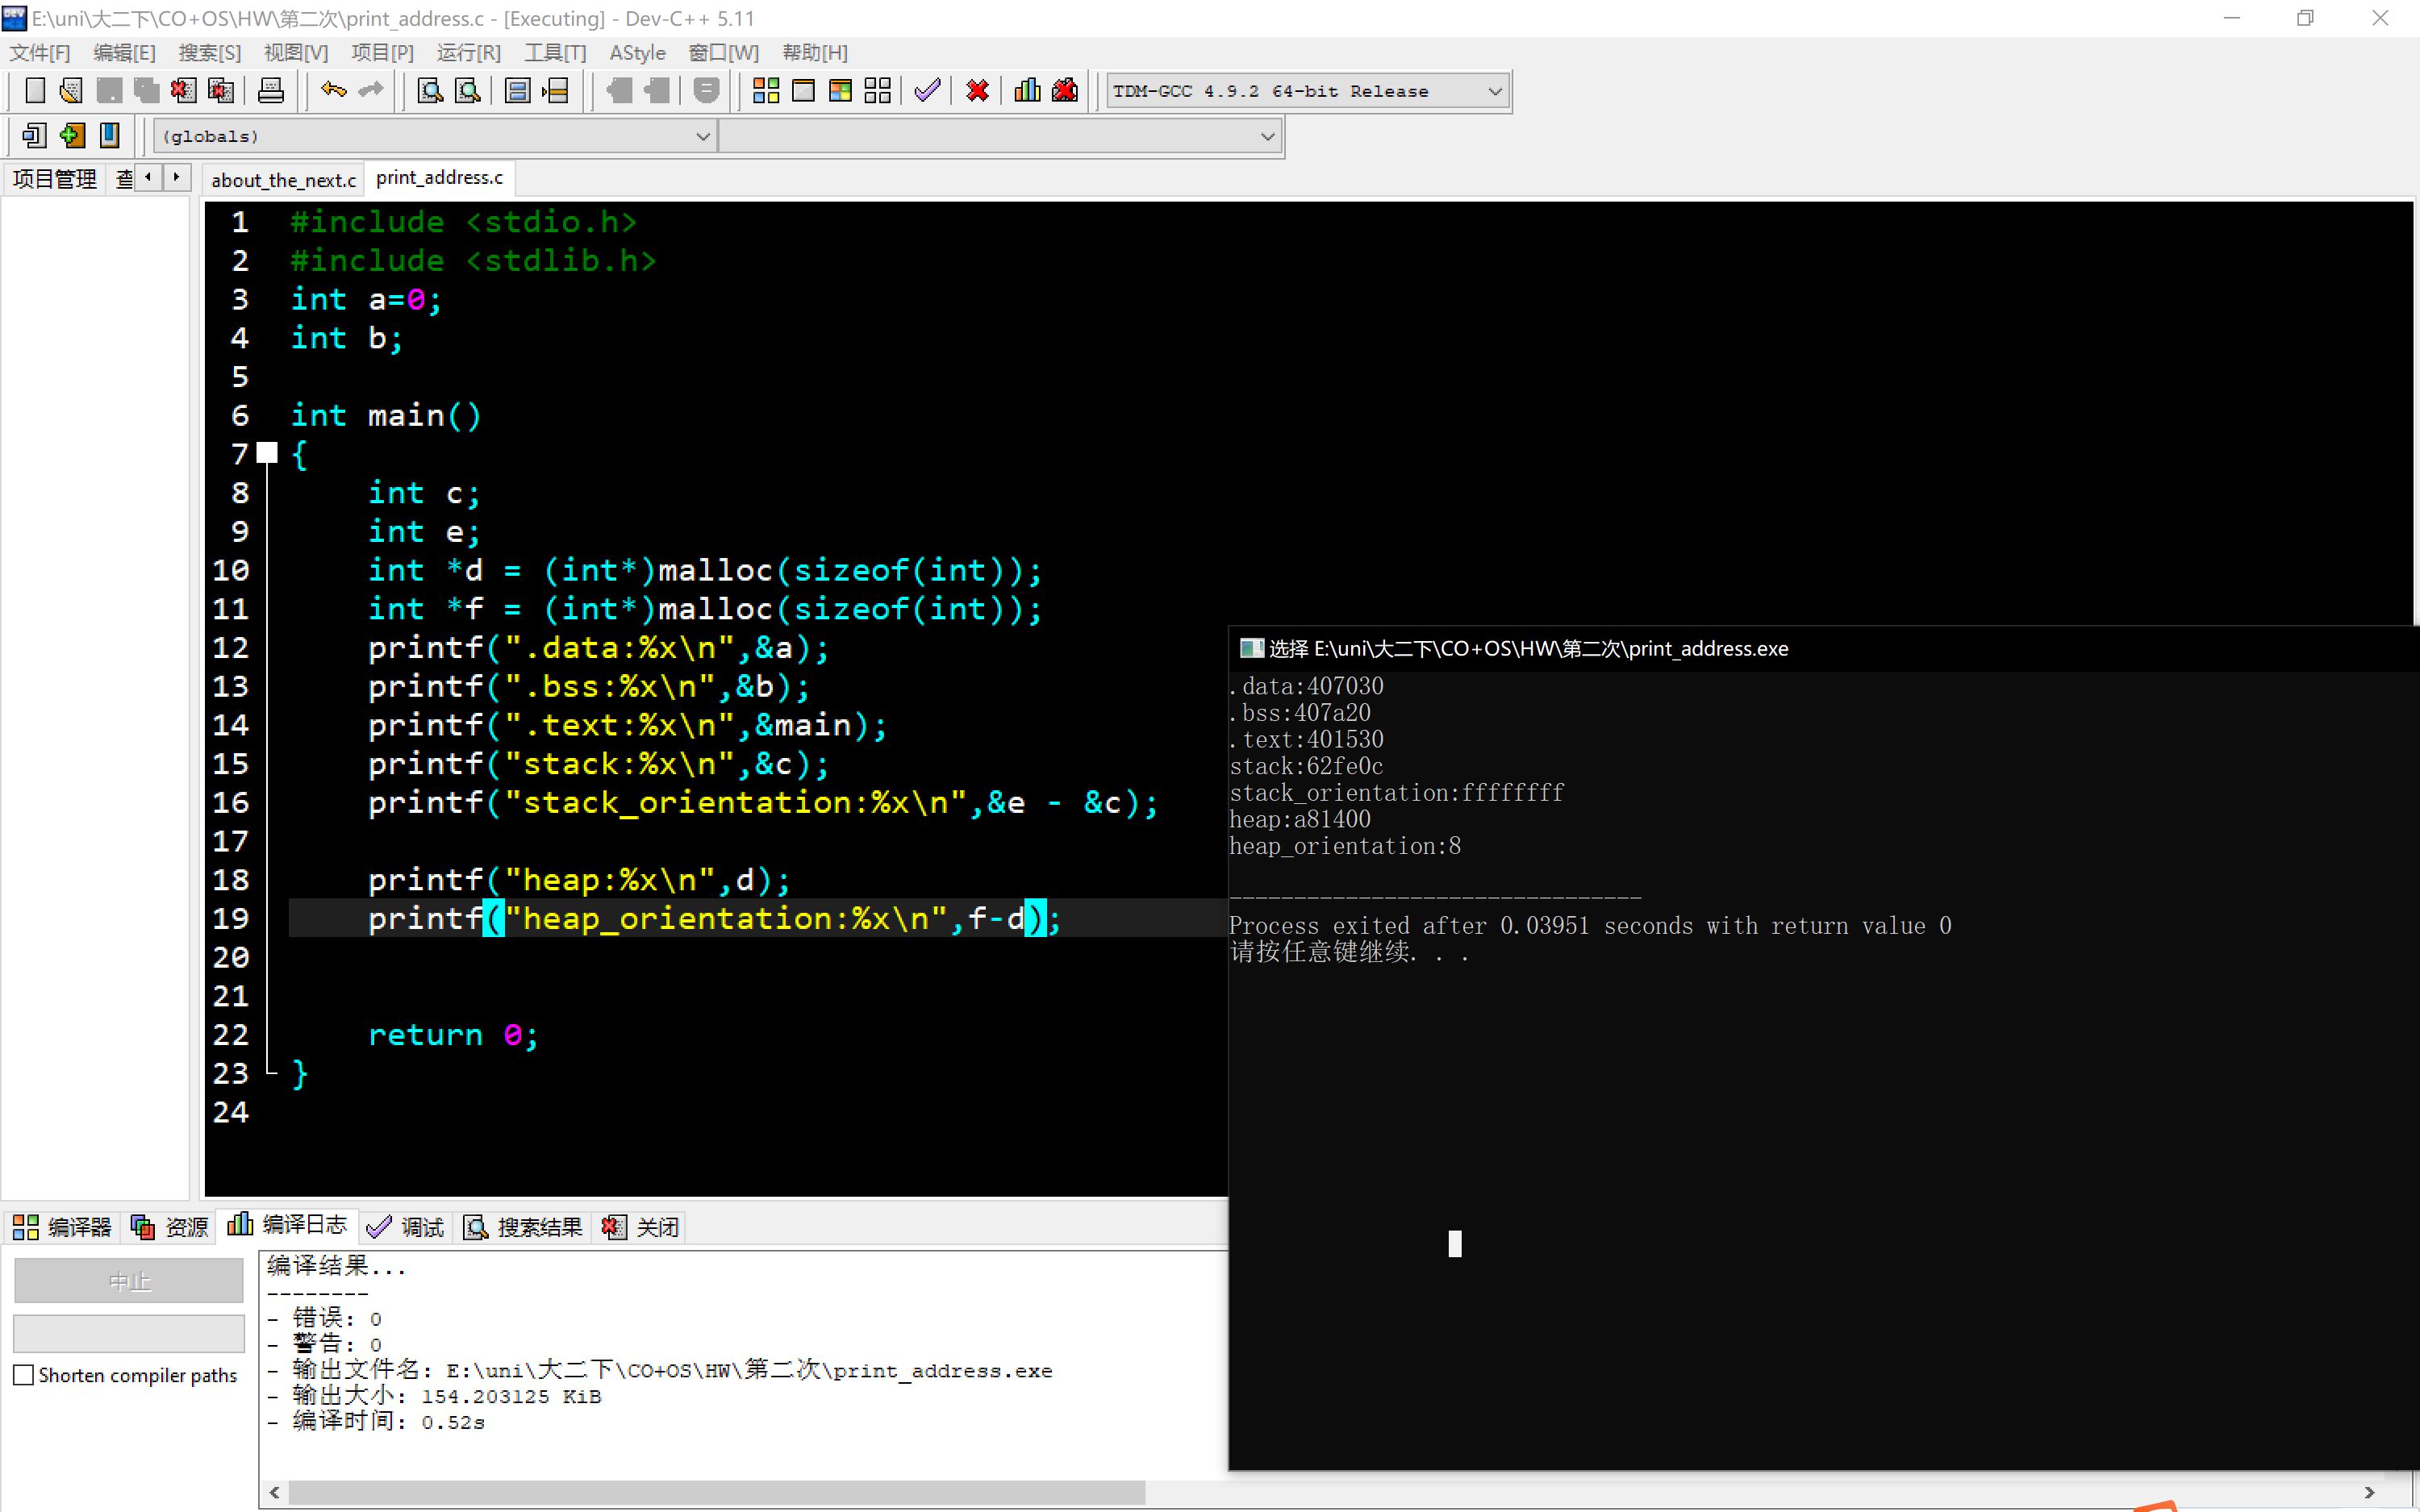 E:\uni\大二下\CO+OS\HW\第二次\print_address.c - [Executing] - Dev-C++ 5.11
文件[F] 编辑[E] 搜索[S] 视图[V] 项目[P] 运行[R] 工具[T] AStyle 窗口[W] 帮助[H]
TDM-GCC 4.9.2 64-bit Release
(globals)
项目管理 查 about_the_next.c print_address.c
1 #include <stdio.h>
2 #include <stdlib.h>
3 int a=0;
4 int b;
5
6 int main()
7 {
8 int c;
9 int e;
10 int *d = (int*)malloc(sizeof(int));
11 int *f = (int*)malloc(sizeof(int));
12 printf(".data:%x\n",&a);
13 printf(".bss:%x\n",&b);
14 printf(".text:%x\n",&main);
15 printf("stack:%x\n",&c);
16 printf("stack_orientation:%x\n",&e - &c);
17
18 printf("heap:%x\n",d);
19 printf("heap_orientation:%x\n",f-d);
20
21
22 return 0;
23 }
24
选择 E:\uni\大二下\CO+OS\HW\第二次\print_address.exe
.data:407030
.bss:407a20
.text:401530
stack:62fe0c
stack_orientation:ffffffff
heap:a81400
heap_orientation:8
--------------------------------
Process exited after 0.03951 seconds with return value 0
请按任意键继续. . .
编译器 资源 编译日志 调试 搜索结果 关闭
中止
Shorten compiler paths
编译结果...
--------
- 错误: 0
- 警告: 0
- 输出文件名: E:\uni\大二下\CO+OS\HW\第二次\print_address.exe
- 输出大小: 154.203125 KiB
- 编译时间: 0.52s